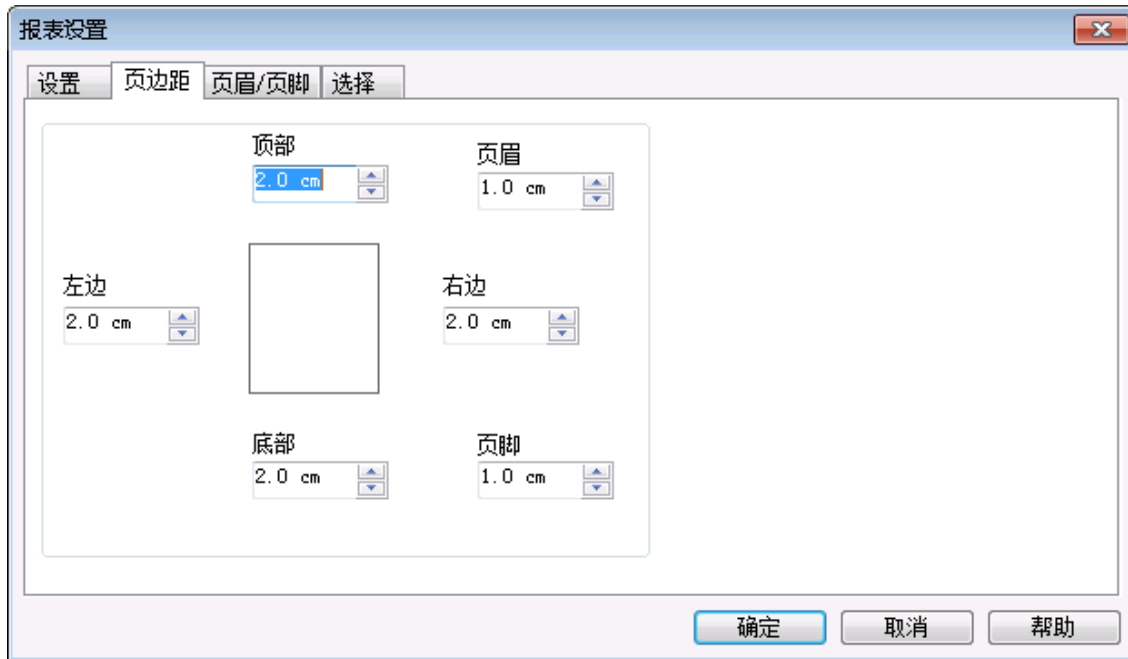 报表设置
设置 页边距 页眉/页脚 选择
顶部 页眉
2.0 cm 1.0 cm
左边 右边
2.0 cm 2.0 cm
底部 页脚
2.0 cm 1.0 cm
确定 取消 帮助